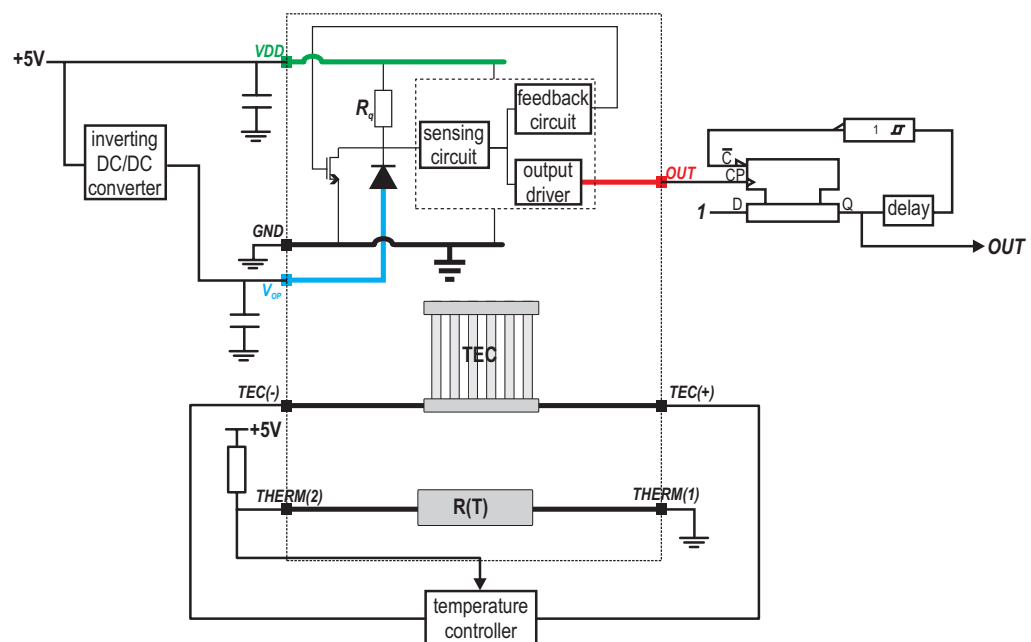 +5V
VDD
Rq
feedback
circuit
sensing
circuit
output
driver
inverting
DC/DC
converter
OUT
1
C
CP
D
1
Q
delay
OUT
GND
VOP
TEC
TEC(-)
TEC(+)
+5V
THERM(2)
R(T)
THERM(1)
temperature
controller